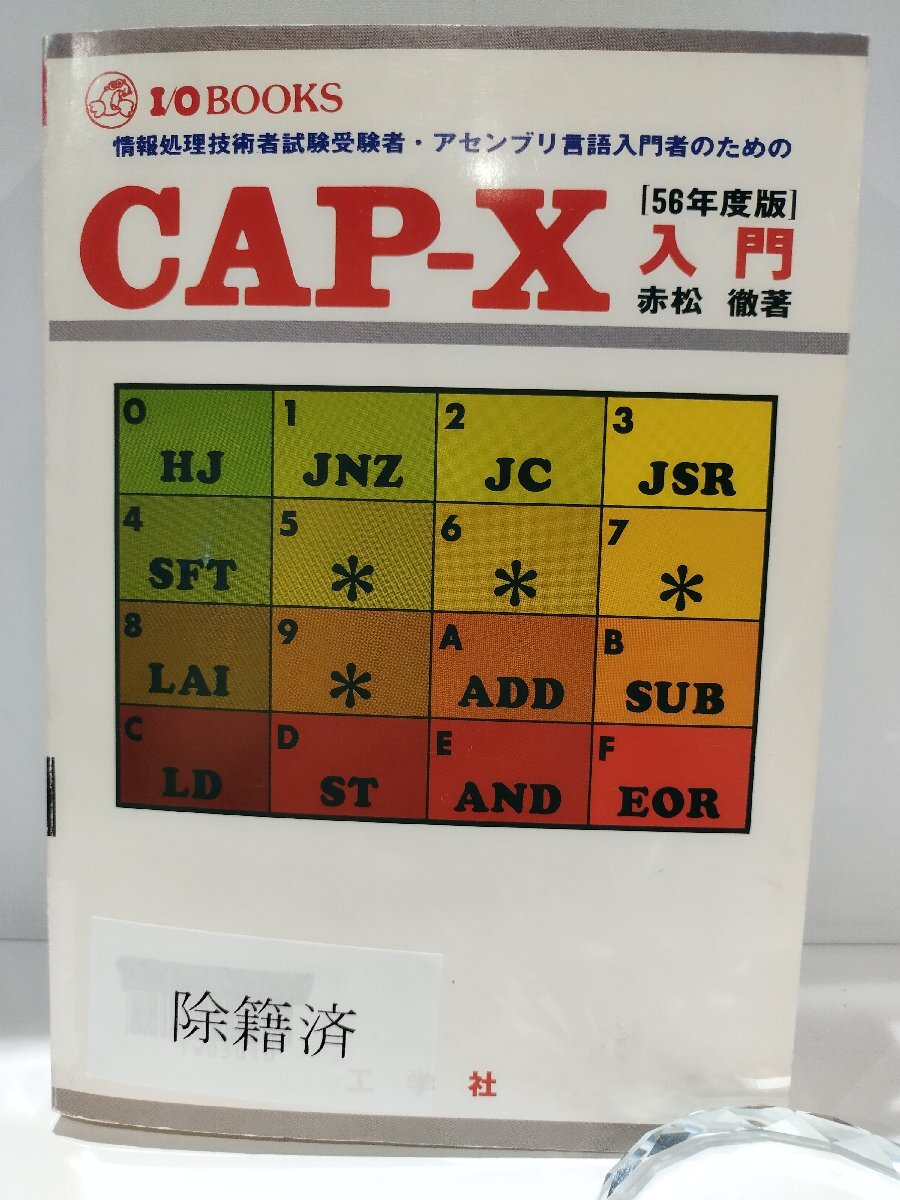 I/O BOOKS
情報処理技術者試験受験者・アセンブリ言語入門者のための
CAP-X
[56年度版]
入門
赤松 徹著
0 1 2 3
HJ JNZ JC JSR
4 5 6 7
SFT * * *
8 9 A B
LAI * ADD SUB
C D E F
LD ST AND EOR
除籍済
工学社